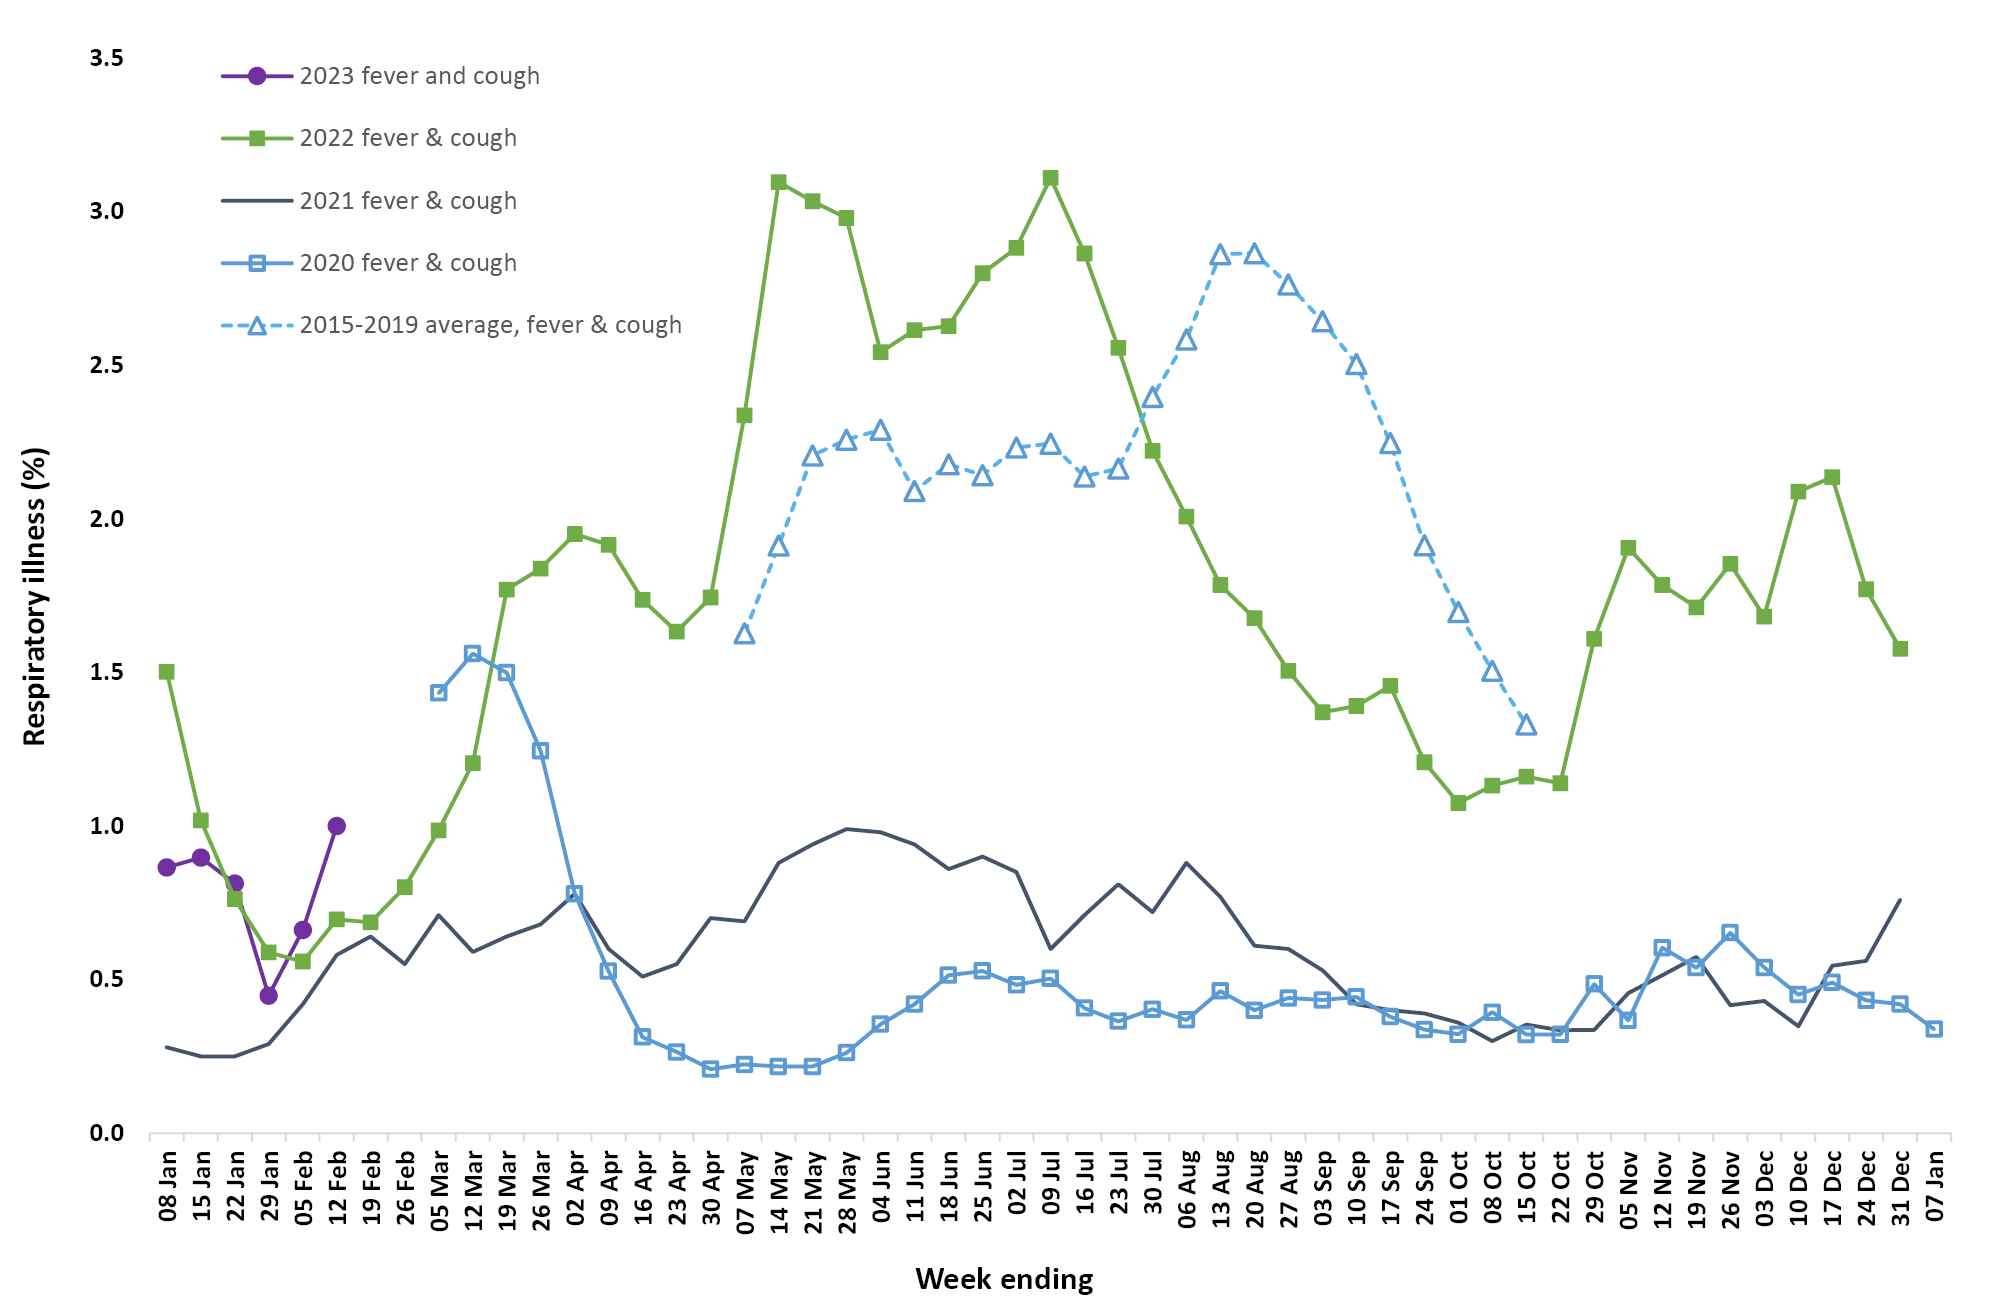 3.5
3.0
2.5
2.0
1.5
1.0
0.5
0.0
Respiratory illness (%)
2023 fever and cough
2022 fever & cough
2021 fever & cough
2020 fever & cough
2015-2019 average, fever & cough
08 Jan
15 Jan
22 Jan
29 Jan
05 Feb
12 Feb
19 Feb
26 Feb
05 Mar
12 Mar
19 Mar
26 Mar
02 Apr
09 Apr
16 Apr
23 Apr
30 Apr
07 May
14 May
21 May
28 May
04 Jun
11 Jun
18 Jun
25 Jun
02 Jul
09 Jul
16 Jul
23 Jul
30 Jul
06 Aug
13 Aug
20 Aug
27 Aug
03 Sep
10 Sep
17 Sep
24 Sep
01 Oct
08 Oct
15 Oct
22 Oct
29 Oct
05 Nov
12 Nov
19 Nov
26 Nov
03 Dec
10 Dec
17 Dec
24 Dec
31 Dec
07 Jan
Week ending